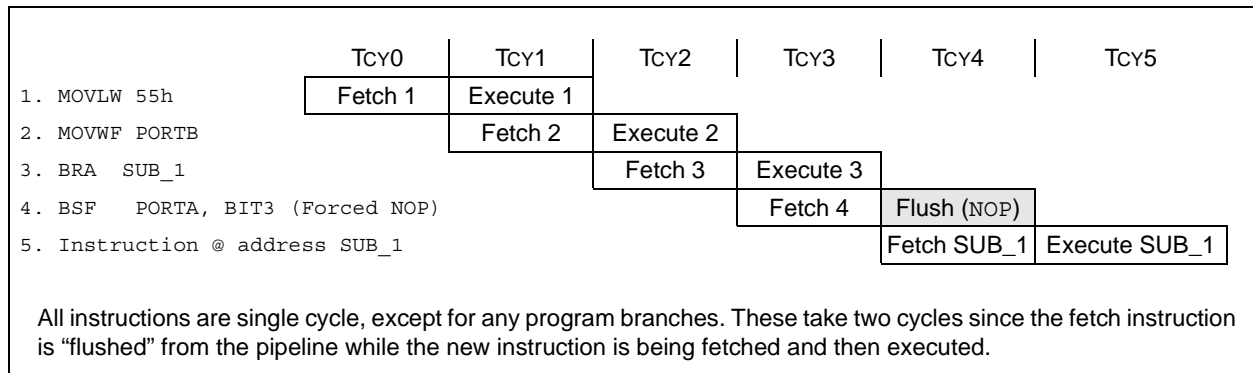 TCY0 TCY1 TCY2 TCY3 TCY4 TCY5
1. MOVLW 55h Fetch 1 Execute 1
2. MOVWF PORTB Fetch 2 Execute 2
3. BRA SUB_1 Fetch 3 Execute 3
4. BSF PORTA, BIT3 (Forced NOP) Fetch 4 Flush (NOP)
5. Instruction @ address SUB_1 Fetch SUB_1 Execute SUB_1
All instructions are single cycle, except for any program branches. These take two cycles since the fetch instruction
is “flushed” from the pipeline while the new instruction is being fetched and then executed.